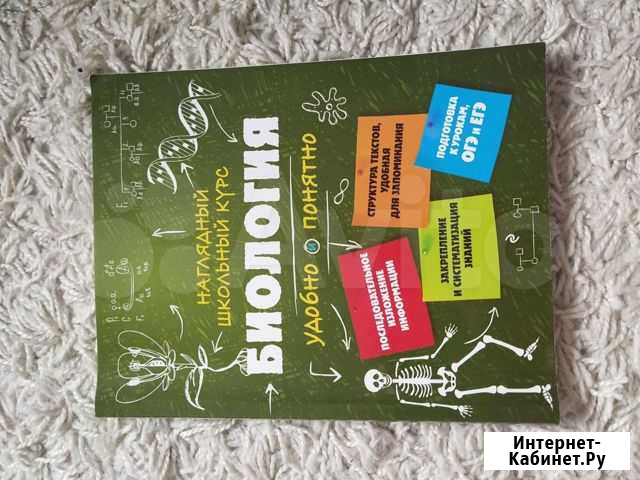 НАГЛЯДНЫЙ
ШКОЛЬНЫЙ КУРС
БИОЛОГИЯ
УДОБНО И ПОНЯТНО
ПОСЛЕДОВАТЕЛЬНОЕ
ИЗЛОЖЕНИЕ
ИНФОРМАЦИИ
СТРУКТУРА ТЕКСТОВ,
УДОБНАЯ
ДЛЯ ЗАПОМИНАНИЯ
ЗАКРЕПЛЕНИЕ
И СИСТЕМАТИЗАЦИЯ
ЗНАНИЙ
ПОДГОТОВКА
К УРОКАМ,
ОГЭ И ЕГЭ
Avito
Интернет-
Кабинет.Ру